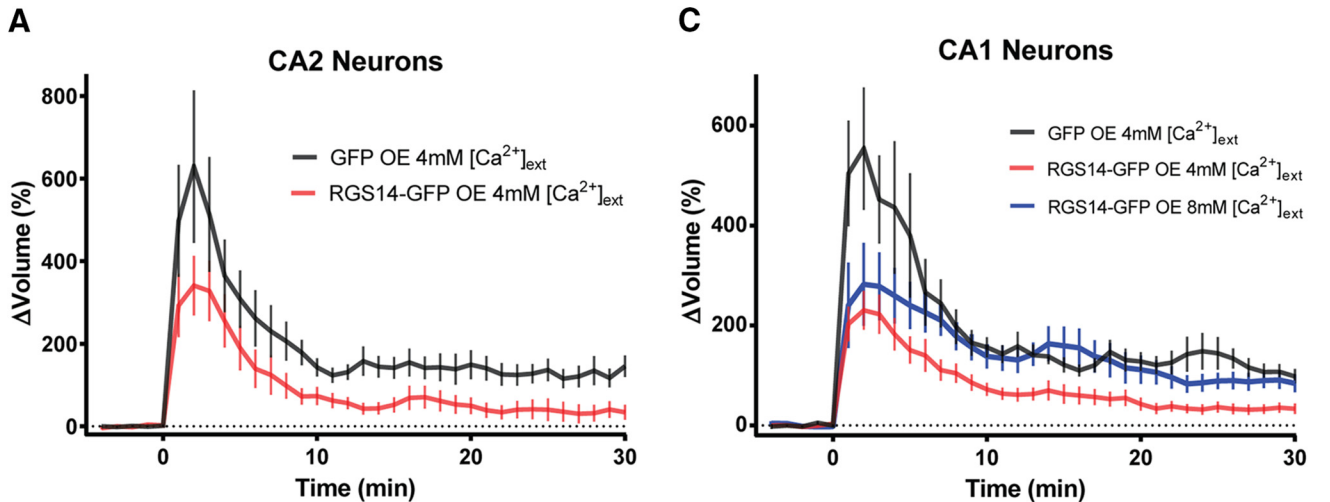 A
CA2 Neurons
ΔVolume (%)
800
600
400
200
0
GFP OE 4mM [Ca²⁺]ext
RGS14-GFP OE 4mM [Ca²⁺]ext
0
10
20
30
Time (min)
C
CA1 Neurons
ΔVolume (%)
600
400
200
0
GFP OE 4mM [Ca²⁺]ext
RGS14-GFP OE 4mM [Ca²⁺]ext
RGS14-GFP OE 8mM [Ca²⁺]ext
0
10
20
30
Time (min)